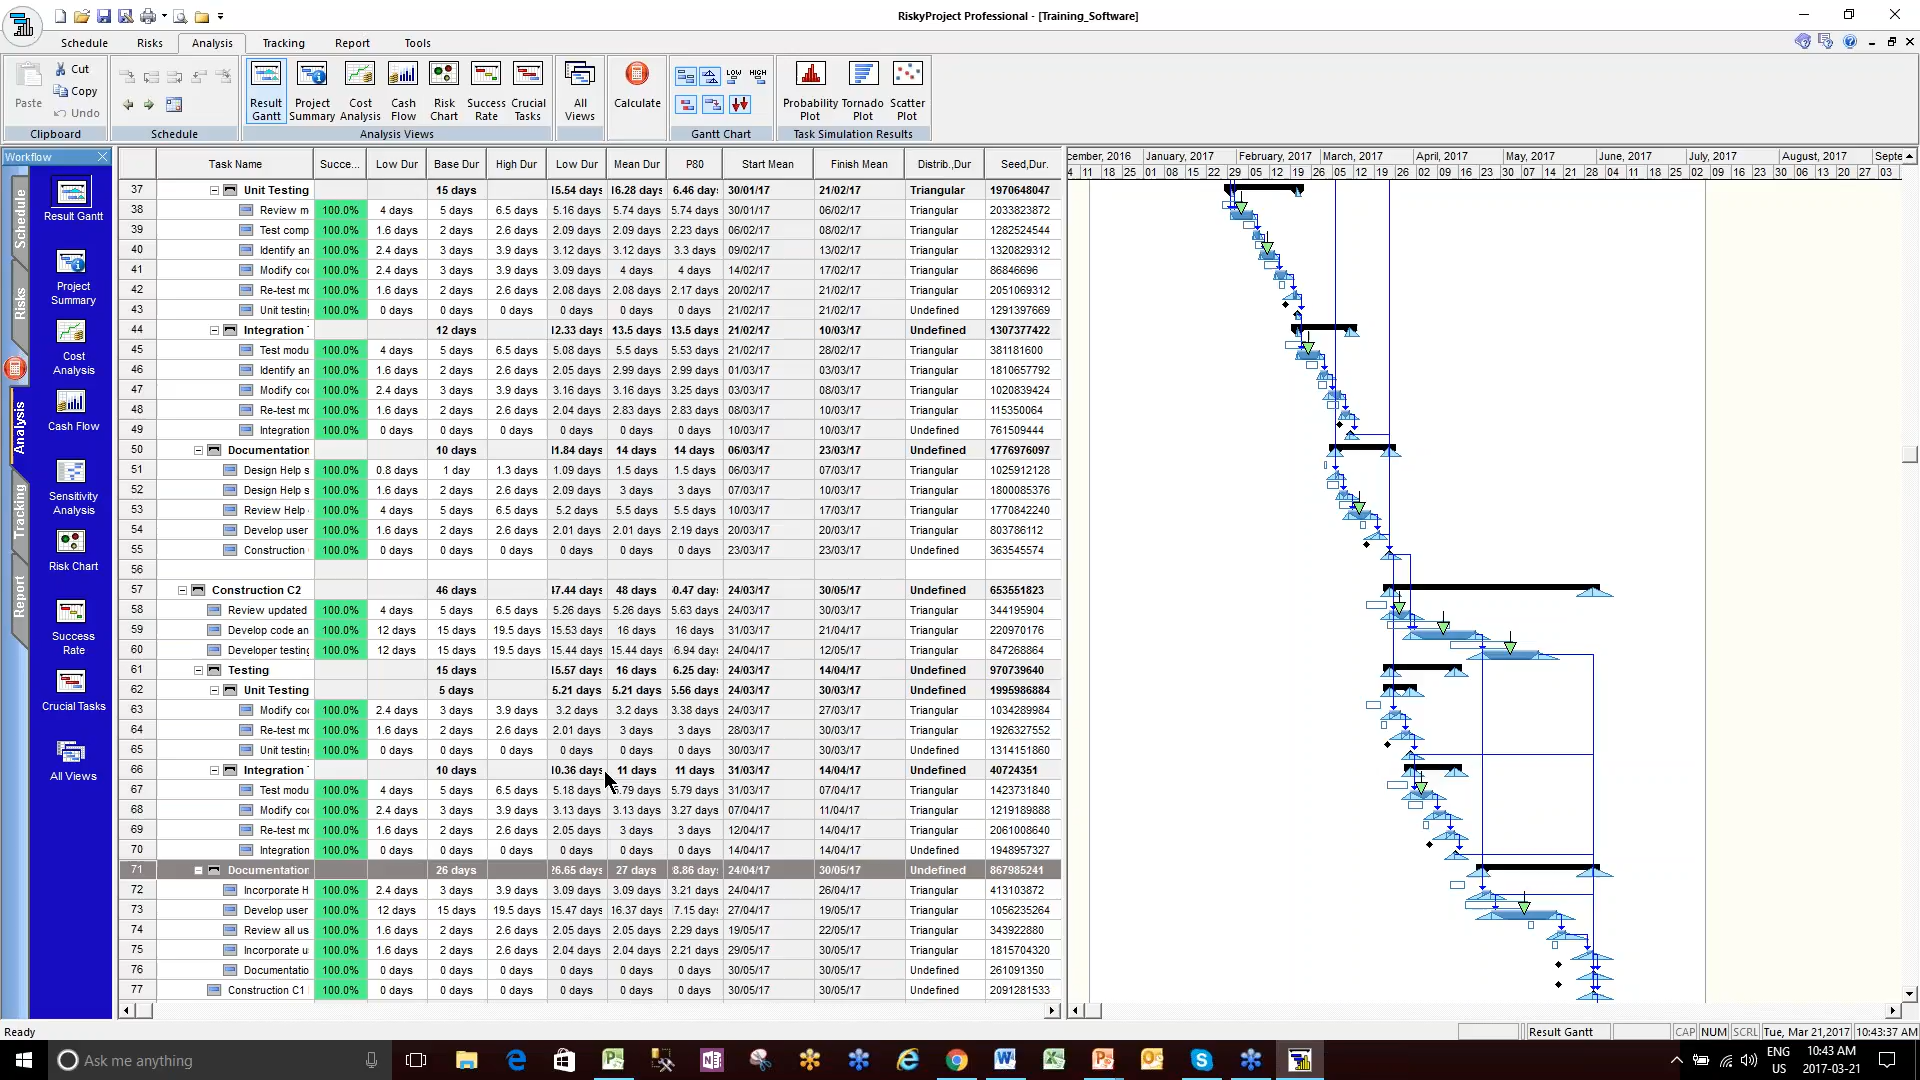 RiskyProject Professional - [Training_Software]
Schedule Risks Analysis Tracking Report Tools
Paste Cut Copy Undo
Result Gantt Project Summary Cost Analysis Cash Flow Risk Chart Success Rate Crucial Tasks All Views Calculate LOW HIGH Probability Plot Tornado Plot Scatter Plot
Clipboard Schedule Analysis Views Gantt Chart Task Simulation Results
Workflow
Schedule
Risks
Analysis
Tracking
Report
Result Gantt
Project Summary
Cost Analysis
Cash Flow
Sensitivity Analysis
Risk Chart
Success Rate
Crucial Tasks
All Views
Task Name Succe... Low Dur Base Dur High Dur Low Dur Mean Dur P80 Start Mean Finish Mean Distrib.,Dur Seed,Dur.
cember, 2016 January, 2017 February, 2017 March, 2017 April, 2017 May, 2017 June, 2017 July, 2017 August, 2017 Septe
4 11 18 25 01 08 15 22 29 05 12 19 26 05 12 19 26 02 09 16 23 30 07 14 21 28 04 11 18 25 02 09 16 23 30 06 13 20 27 03
37 Unit Testing 15 days 15.54 days 16.28 days 6.46 days 30/01/17 21/02/17 Triangular 1970648047
38 Review m 100.0% 4 days 5 days 6.5 days 5.16 days 5.74 days 5.74 days 30/01/17 06/02/17 Triangular 2033823872
39 Test comp 100.0% 1.6 days 2 days 2.6 days 2.09 days 2.09 days 2.23 days 06/02/17 08/02/17 Triangular 1282524544
40 Identify an 100.0% 2.4 days 3 days 3.9 days 3.12 days 3.12 days 3.3 days 09/02/17 13/02/17 Triangular 1320829312
41 Modify co 100.0% 2.4 days 3 days 3.9 days 3.09 days 4 days 4 days 14/02/17 17/02/17 Triangular 86846696
42 Re-test m 100.0% 1.6 days 2 days 2.6 days 2.08 days 2.08 days 2.17 days 20/02/17 21/02/17 Triangular 2051069312
43 Unit testin 100.0% 0 days 0 days 0 days 0 days 0 days 0 days 21/02/17 21/02/17 Undefined 1291397669
44 Integration 12 days 12.33 days 13.5 days 13.5 days 21/02/17 10/03/17 Undefined 1307377422
45 Test modu 100.0% 4 days 5 days 6.5 days 5.08 days 5.5 days 5.53 days 21/02/17 28/02/17 Triangular 381181600
46 Identify an 100.0% 1.6 days 2 days 2.6 days 2.05 days 2.99 days 2.99 days 01/03/17 03/03/17 Triangular 1810657792
47 Modify co 100.0% 2.4 days 3 days 3.9 days 3.16 days 3.16 days 3.25 days 03/03/17 08/03/17 Triangular 1020839424
48 Re-test m 100.0% 1.6 days 2 days 2.6 days 2.04 days 2.83 days 2.83 days 08/03/17 10/03/17 Triangular 115350064
49 Integration 100.0% 0 days 0 days 0 days 0 days 0 days 0 days 10/03/17 10/03/17 Undefined 761509444
50 Documentation 10 days 11.84 days 14 days 14 days 06/03/17 23/03/17 Undefined 1776976097
51 Design Help s 100.0% 0.8 days 1 day 1.3 days 1.09 days 1.5 days 1.5 days 06/03/17 07/03/17 Triangular 1025912128
52 Design Help s 100.0% 1.6 days 2 days 2.6 days 2.09 days 3 days 3 days 07/03/17 10/03/17 Triangular 1800085376
53 Review Help 100.0% 4 days 5 days 6.5 days 5.2 days 5.5 days 5.5 days 10/03/17 17/03/17 Triangular 1770842240
54 Develop user 100.0% 1.6 days 2 days 2.6 days 2.01 days 2.01 days 2.19 days 20/03/17 20/03/17 Triangular 803786112
55 Construction 100.0% 0 days 0 days 0 days 0 days 0 days 0 days 23/03/17 23/03/17 Undefined 363545574
56
57 Construction C2 46 days 47.44 days 48 days 0.47 days 24/03/17 30/05/17 Undefined 653551823
58 Review updated 100.0% 4 days 5 days 6.5 days 5.26 days 5.26 days 5.63 days 24/03/17 30/03/17 Triangular 344195904
59 Develop code an 100.0% 12 days 15 days 19.5 days 15.53 days 16 days 16 days 31/03/17 21/04/17 Triangular 220970176
60 Developer testing 100.0% 12 days 15 days 19.5 days 15.44 days 15.44 days 6.94 days 24/04/17 12/05/17 Triangular 847268864
61 Testing 15 days 15.57 days 16 days 6.25 days 24/03/17 14/04/17 Undefined 970739640
62 Unit Testing 5 days 5.21 days 5.21 days 5.56 days 24/03/17 30/03/17 Undefined 1995986884
63 Modify co 100.0% 2.4 days 3 days 3.9 days 3.2 days 3.2 days 3.38 days 24/03/17 27/03/17 Triangular 1034289984
64 Re-test m 100.0% 1.6 days 2 days 2.6 days 2.01 days 3 days 3 days 28/03/17 30/03/17 Triangular 1926327552
65 Unit testin 100.0% 0 days 0 days 0 days 0 days 0 days 0 days 30/03/17 30/03/17 Undefined 1314151860
66 Integration 10 days 10.36 days 11 days 11 days 31/03/17 14/04/17 Undefined 40724351
67 Test modu 100.0% 4 days 5 days 6.5 days 5.18 days 5.79 days 5.79 days 31/03/17 07/04/17 Triangular 1423731840
68 Modify co 100.0% 2.4 days 3 days 3.9 days 3.13 days 3.13 days 3.27 days 07/04/17 11/04/17 Triangular 1219189888
69 Re-test m 100.0% 1.6 days 2 days 2.6 days 2.05 days 3 days 3 days 12/04/17 14/04/17 Triangular 2061008640
70 Integration 100.0% 0 days 0 days 0 days 0 days 0 days 0 days 14/04/17 14/04/17 Undefined 1948957327
71 Documentation 26 days 26.65 days 27 days 8.86 days 24/04/17 30/05/17 Undefined 867985241
72 Incorporate H 100.0% 2.4 days 3 days 3.9 days 3.09 days 3.09 days 3.21 days 24/04/17 26/04/17 Triangular 413103872
73 Develop user 100.0% 12 days 15 days 19.5 days 15.47 days 16.37 days 7.15 days 27/04/17 19/05/17 Triangular 1056235264
74 Review all us 100.0% 1.6 days 2 days 2.6 days 2.05 days 2.05 days 2.29 days 19/05/17 22/05/17 Triangular 343922880
75 Incorporate u 100.0% 1.6 days 2 days 2.6 days 2.04 days 2.04 days 2.21 days 29/05/17 30/05/17 Triangular 1815704320
76 Documentatio 100.0% 0 days 0 days 0 days 0 days 0 days 0 days 30/05/17 30/05/17 Undefined 261091350
77 Construction C1 100.0% 0 days 0 days 0 days 0 days 0 days 0 days 30/05/17 30/05/17 Undefined 2091281533
Ready Result Gantt CAP NUM SCRL Tue, Mar 21,2017 10:43:37 AM
Ask me anything ENG US 10:43 AM 2017-03-21